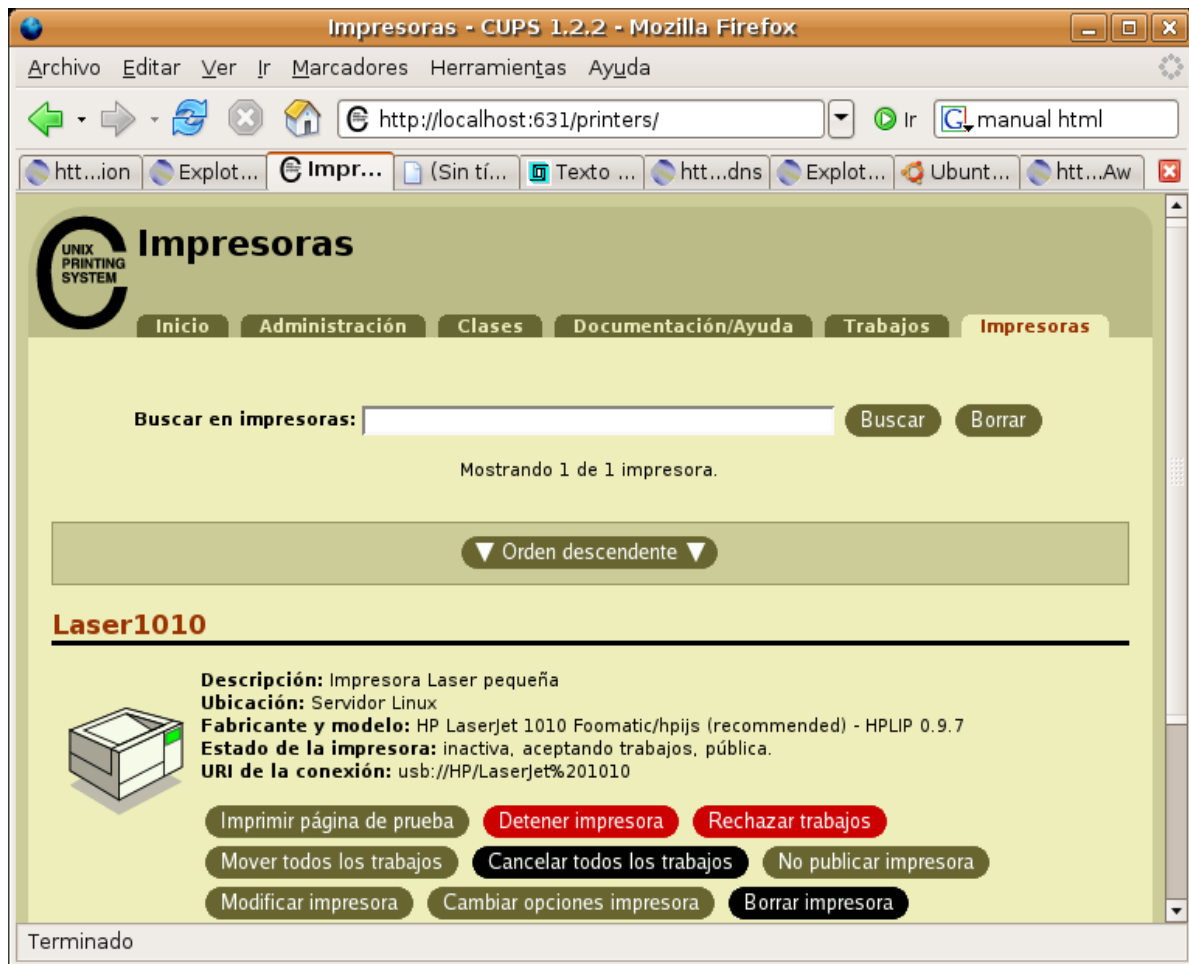 Impresoras - CUPS 1.2.2 - Mozilla Firefox
Archivo Editar Ver Ir Marcadores Herramientas Ayuda
http://localhost:631/printers/ Ir manual html
htt...ion Explot... Impr... (Sin tí... Texto ... htt...dns Explot... Ubunt... htt...Aw
UNIX
PRINTING
SYSTEM
Impresoras
Inicio Administración Clases Documentación/Ayuda Trabajos Impresoras
Buscar en impresoras: Buscar Borrar
Mostrando 1 de 1 impresora.
▼ Orden descendente ▼
Laser1010
Descripción: Impresora Laser pequeña
Ubicación: Servidor Linux
Fabricante y modelo: HP LaserJet 1010 Foomatic/hpijs (recommended) - HPLIP 0.9.7
Estado de la impresora: inactiva, aceptando trabajos, pública.
URI de la conexión: usb://HP/LaserJet%201010
Imprimir página de prueba Detener impresora Rechazar trabajos
Mover todos los trabajos Cancelar todos los trabajos No publicar impresora
Modificar impresora Cambiar opciones impresora Borrar impresora
Terminado